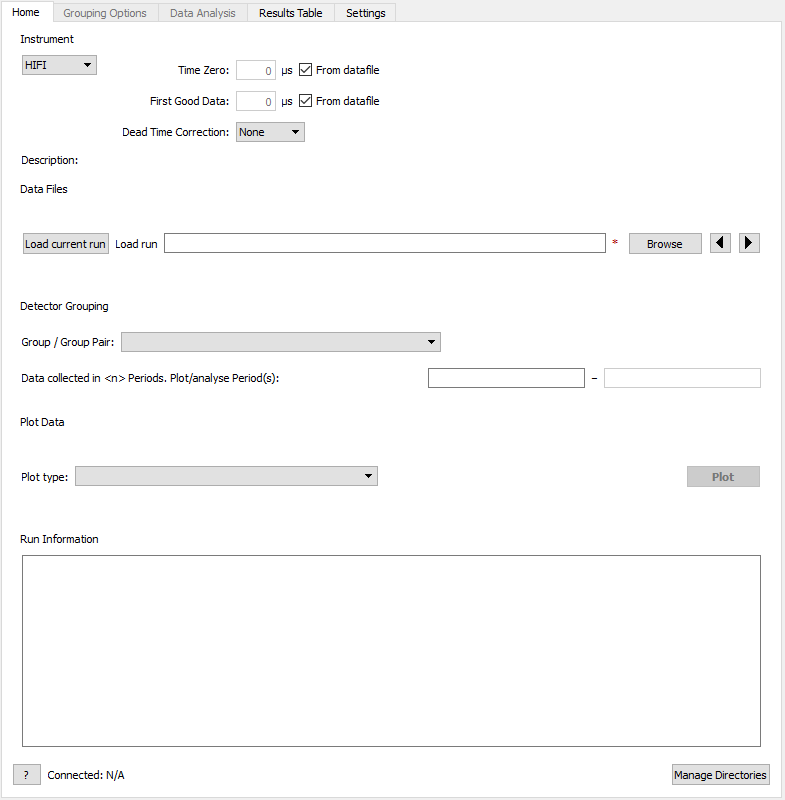 Home Grouping Options Data Analysis Results Table Settings
Instrument
HIFI
Time Zero: 0 µs From datafile
First Good Data: 0 µs From datafile
Dead Time Correction: None
Description:
Data Files
Load current run Load run * Browse
Detector Grouping
Group / Group Pair:
Data collected in <n> Periods. Plot/analyse Period(s): –
Plot Data
Plot type: Plot
Run Information
? Connected: N/A Manage Directories